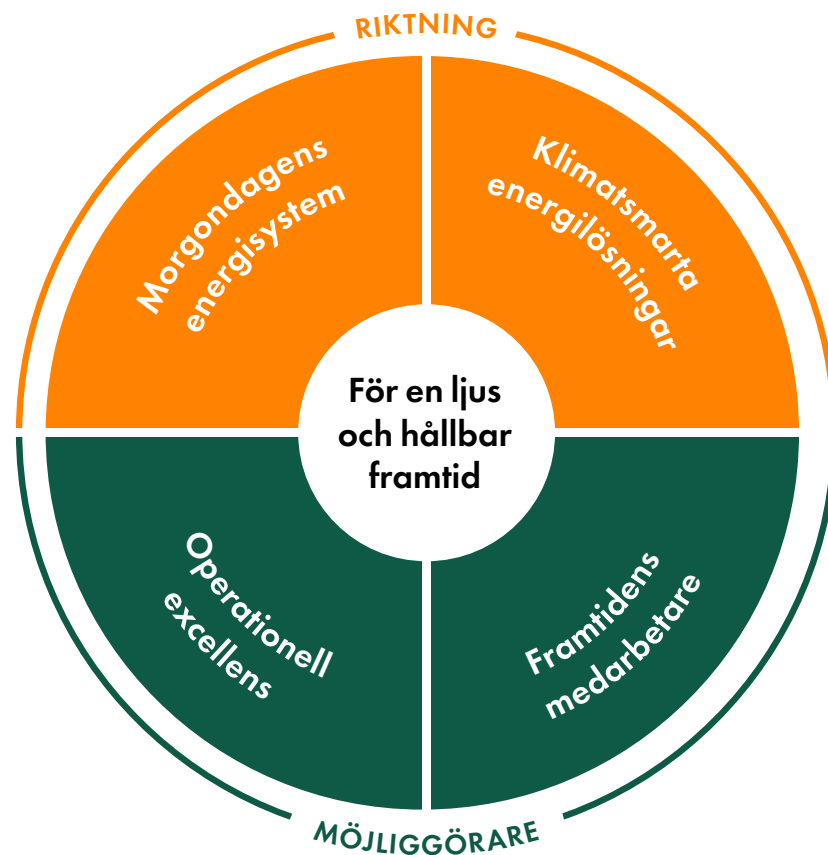 RIKTNING
Morgondagens
energisystem
Klimatsmarta
energilösningar
För en ljus
och hållbar
framtid
Operationell
excellens
Framtidens
medarbetare
MÖJLIGGÖRARE